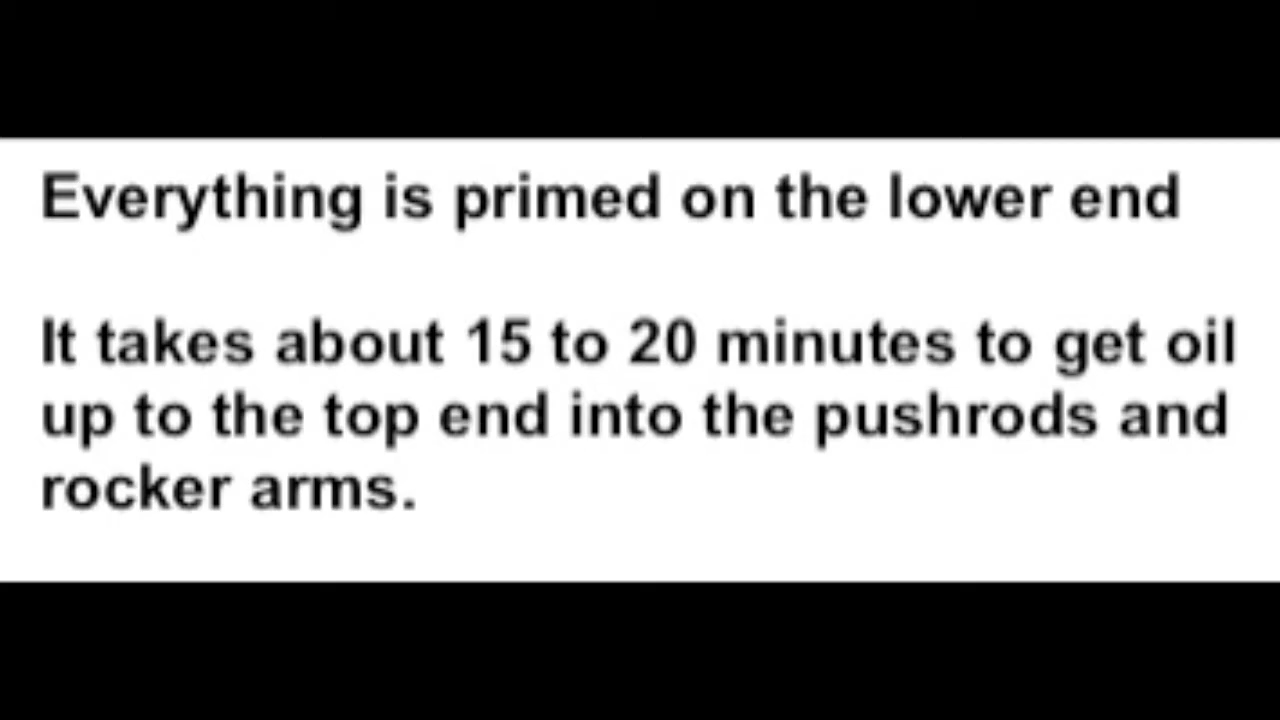 Everything is primed on the lower end
It takes about 15 to 20 minutes to get oil
up to the top end into the pushrods and
rocker arms.